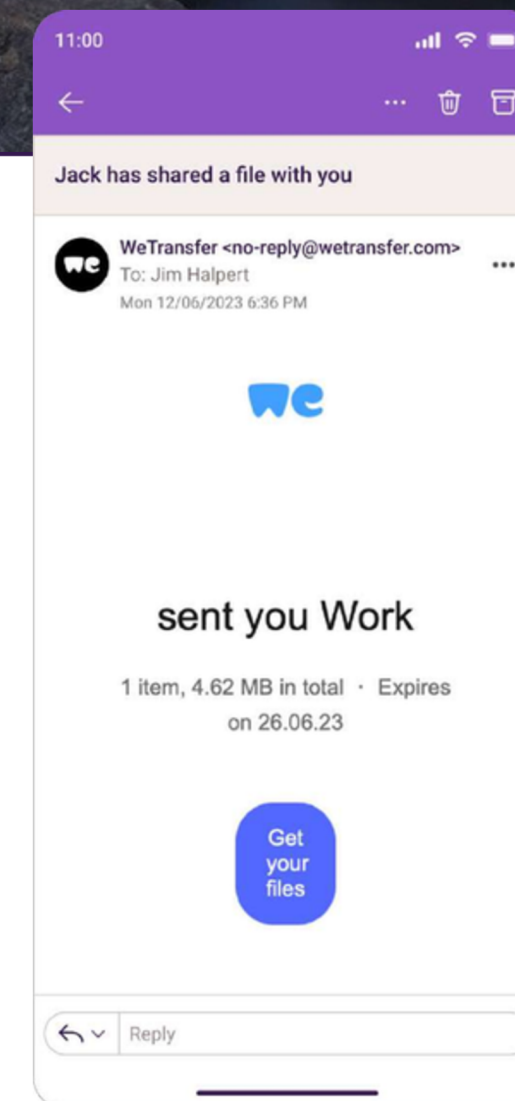 11:00
Jack has shared a file with you
we
WeTransfer <no-reply@wetransfer.com>
To: Jim Halpert
Mon 12/06/2023 6:36 PM
we
sent you Work
1 item, 4.62 MB in total · Expires
on 26.06.23
Get
your
files
Reply